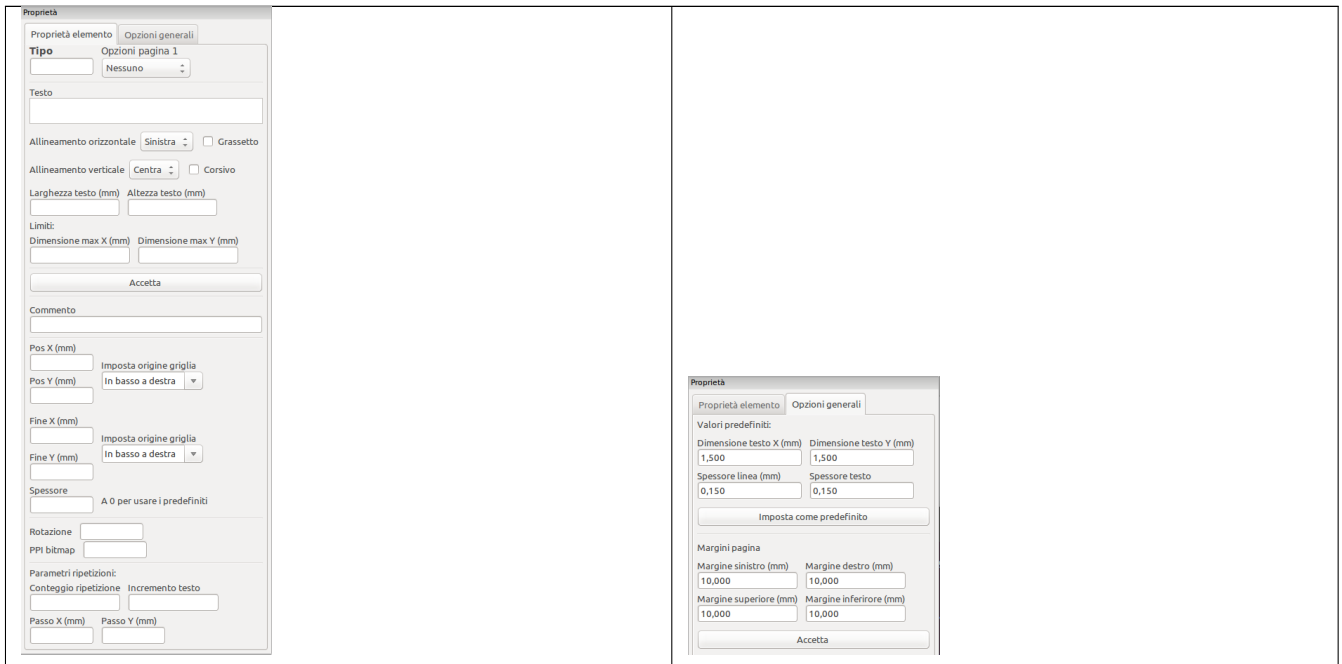 Proprietà
Proprietà elemento Opzioni generali
Tipo Opzioni pagina 1
Nessuno
Testo
Allineamento orizzontale Sinistra Grassetto
Allineamento verticale Centra Corsivo
Larghezza testo (mm) Altezza testo (mm)
Limiti:
Dimensione max X (mm) Dimensione max Y (mm)
Accetta
Commento
Pos X (mm)
Imposta origine griglia
Pos Y (mm) In basso a destra
Fine X (mm)
Imposta origine griglia
Fine Y (mm) In basso a destra
Spessore
A 0 per usare i predefiniti
Rotazione
PPI bitmap
Parametri ripetizioni:
Conteggio ripetizione Incremento testo
Passo X (mm) Passo Y (mm)
Proprietà
Proprietà elemento Opzioni generali
Valori predefiniti:
Dimensione testo X (mm) Dimensione testo Y (mm)
1,500 1,500
Spessore linea (mm) Spessore testo
0,150 0,150
Imposta come predefinito
Margini pagina
Margine sinistro (mm) Margine destro (mm)
10,000 10,000
Margine superiore (mm) Margine inferirore (mm)
10,000 10,000
Accetta